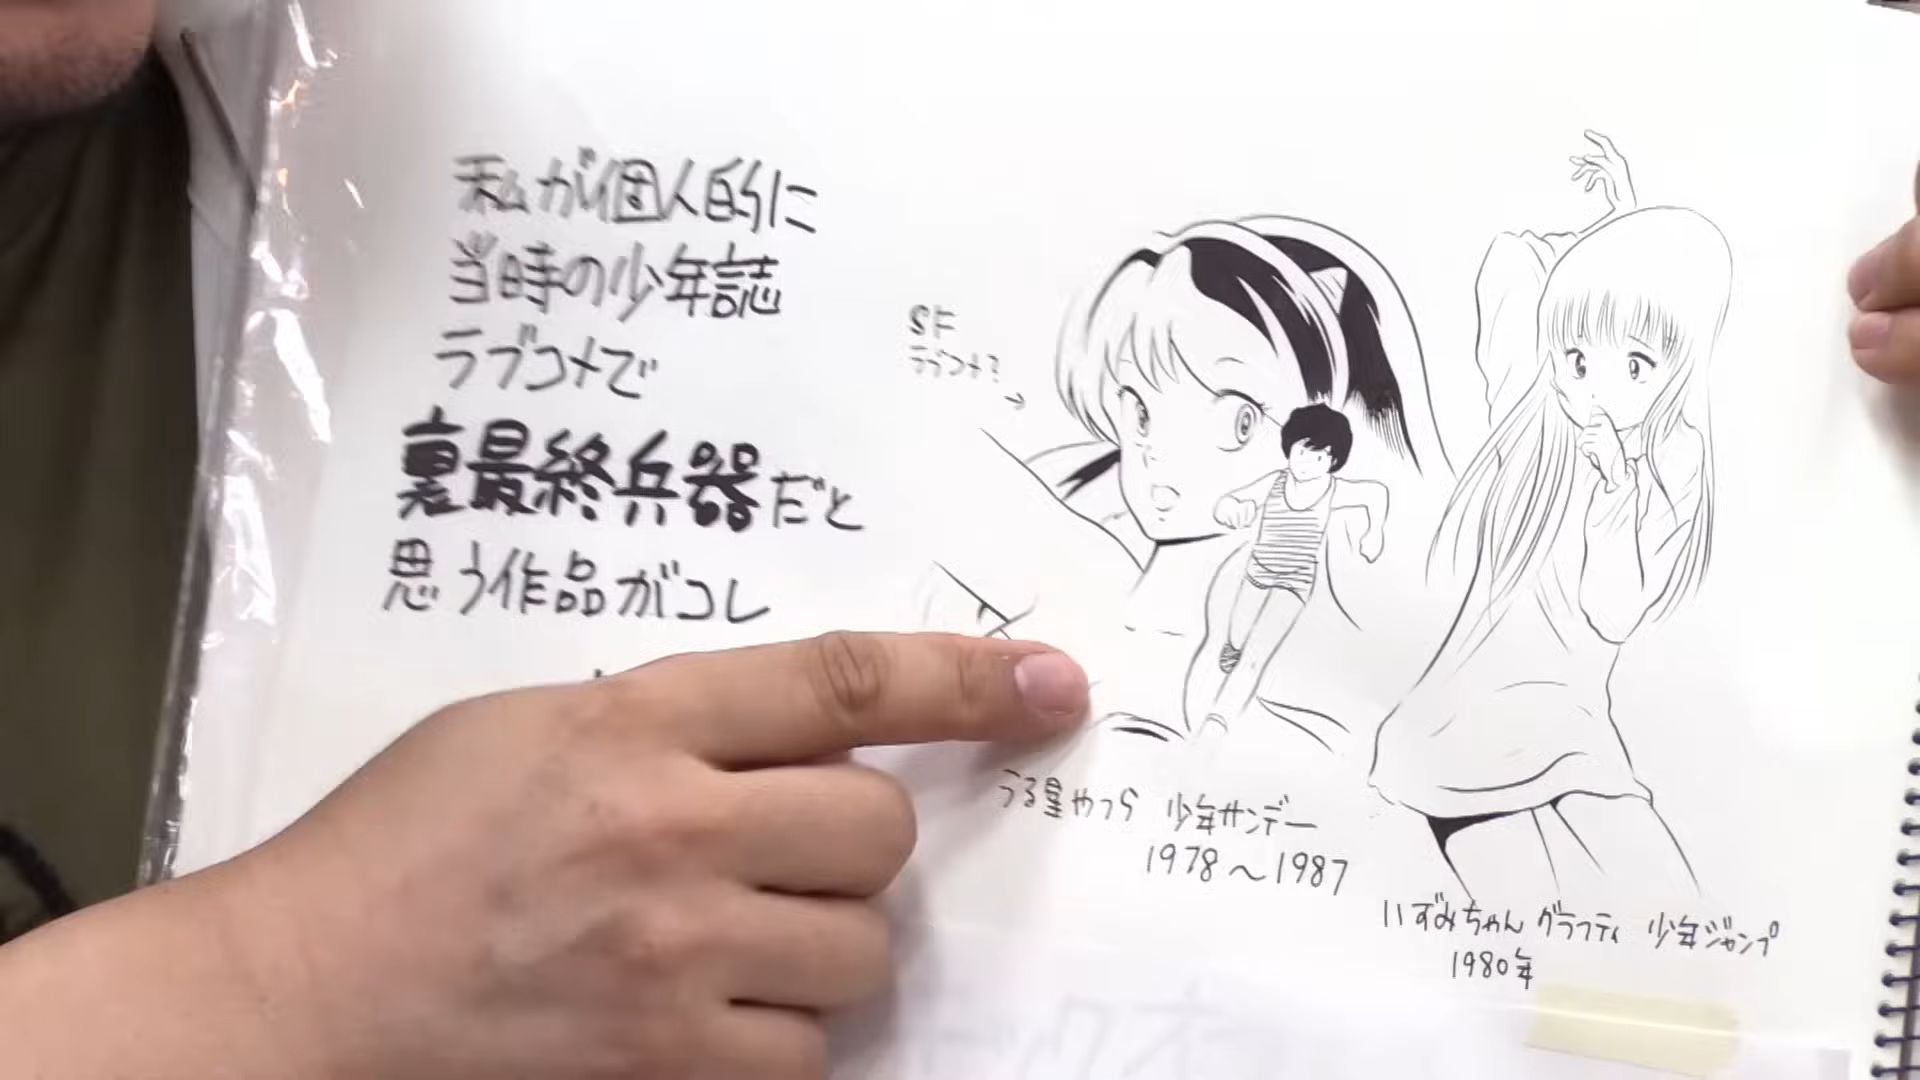 私が個人的に
当時の少年誌
ラブコメで
裏最終兵器だと
思う作品がコレ
SF
ラブコメ?
うる星やつら 少年サンデー
1978〜1987
いずみちゃん グラフティ 少年ジャンプ
1980年